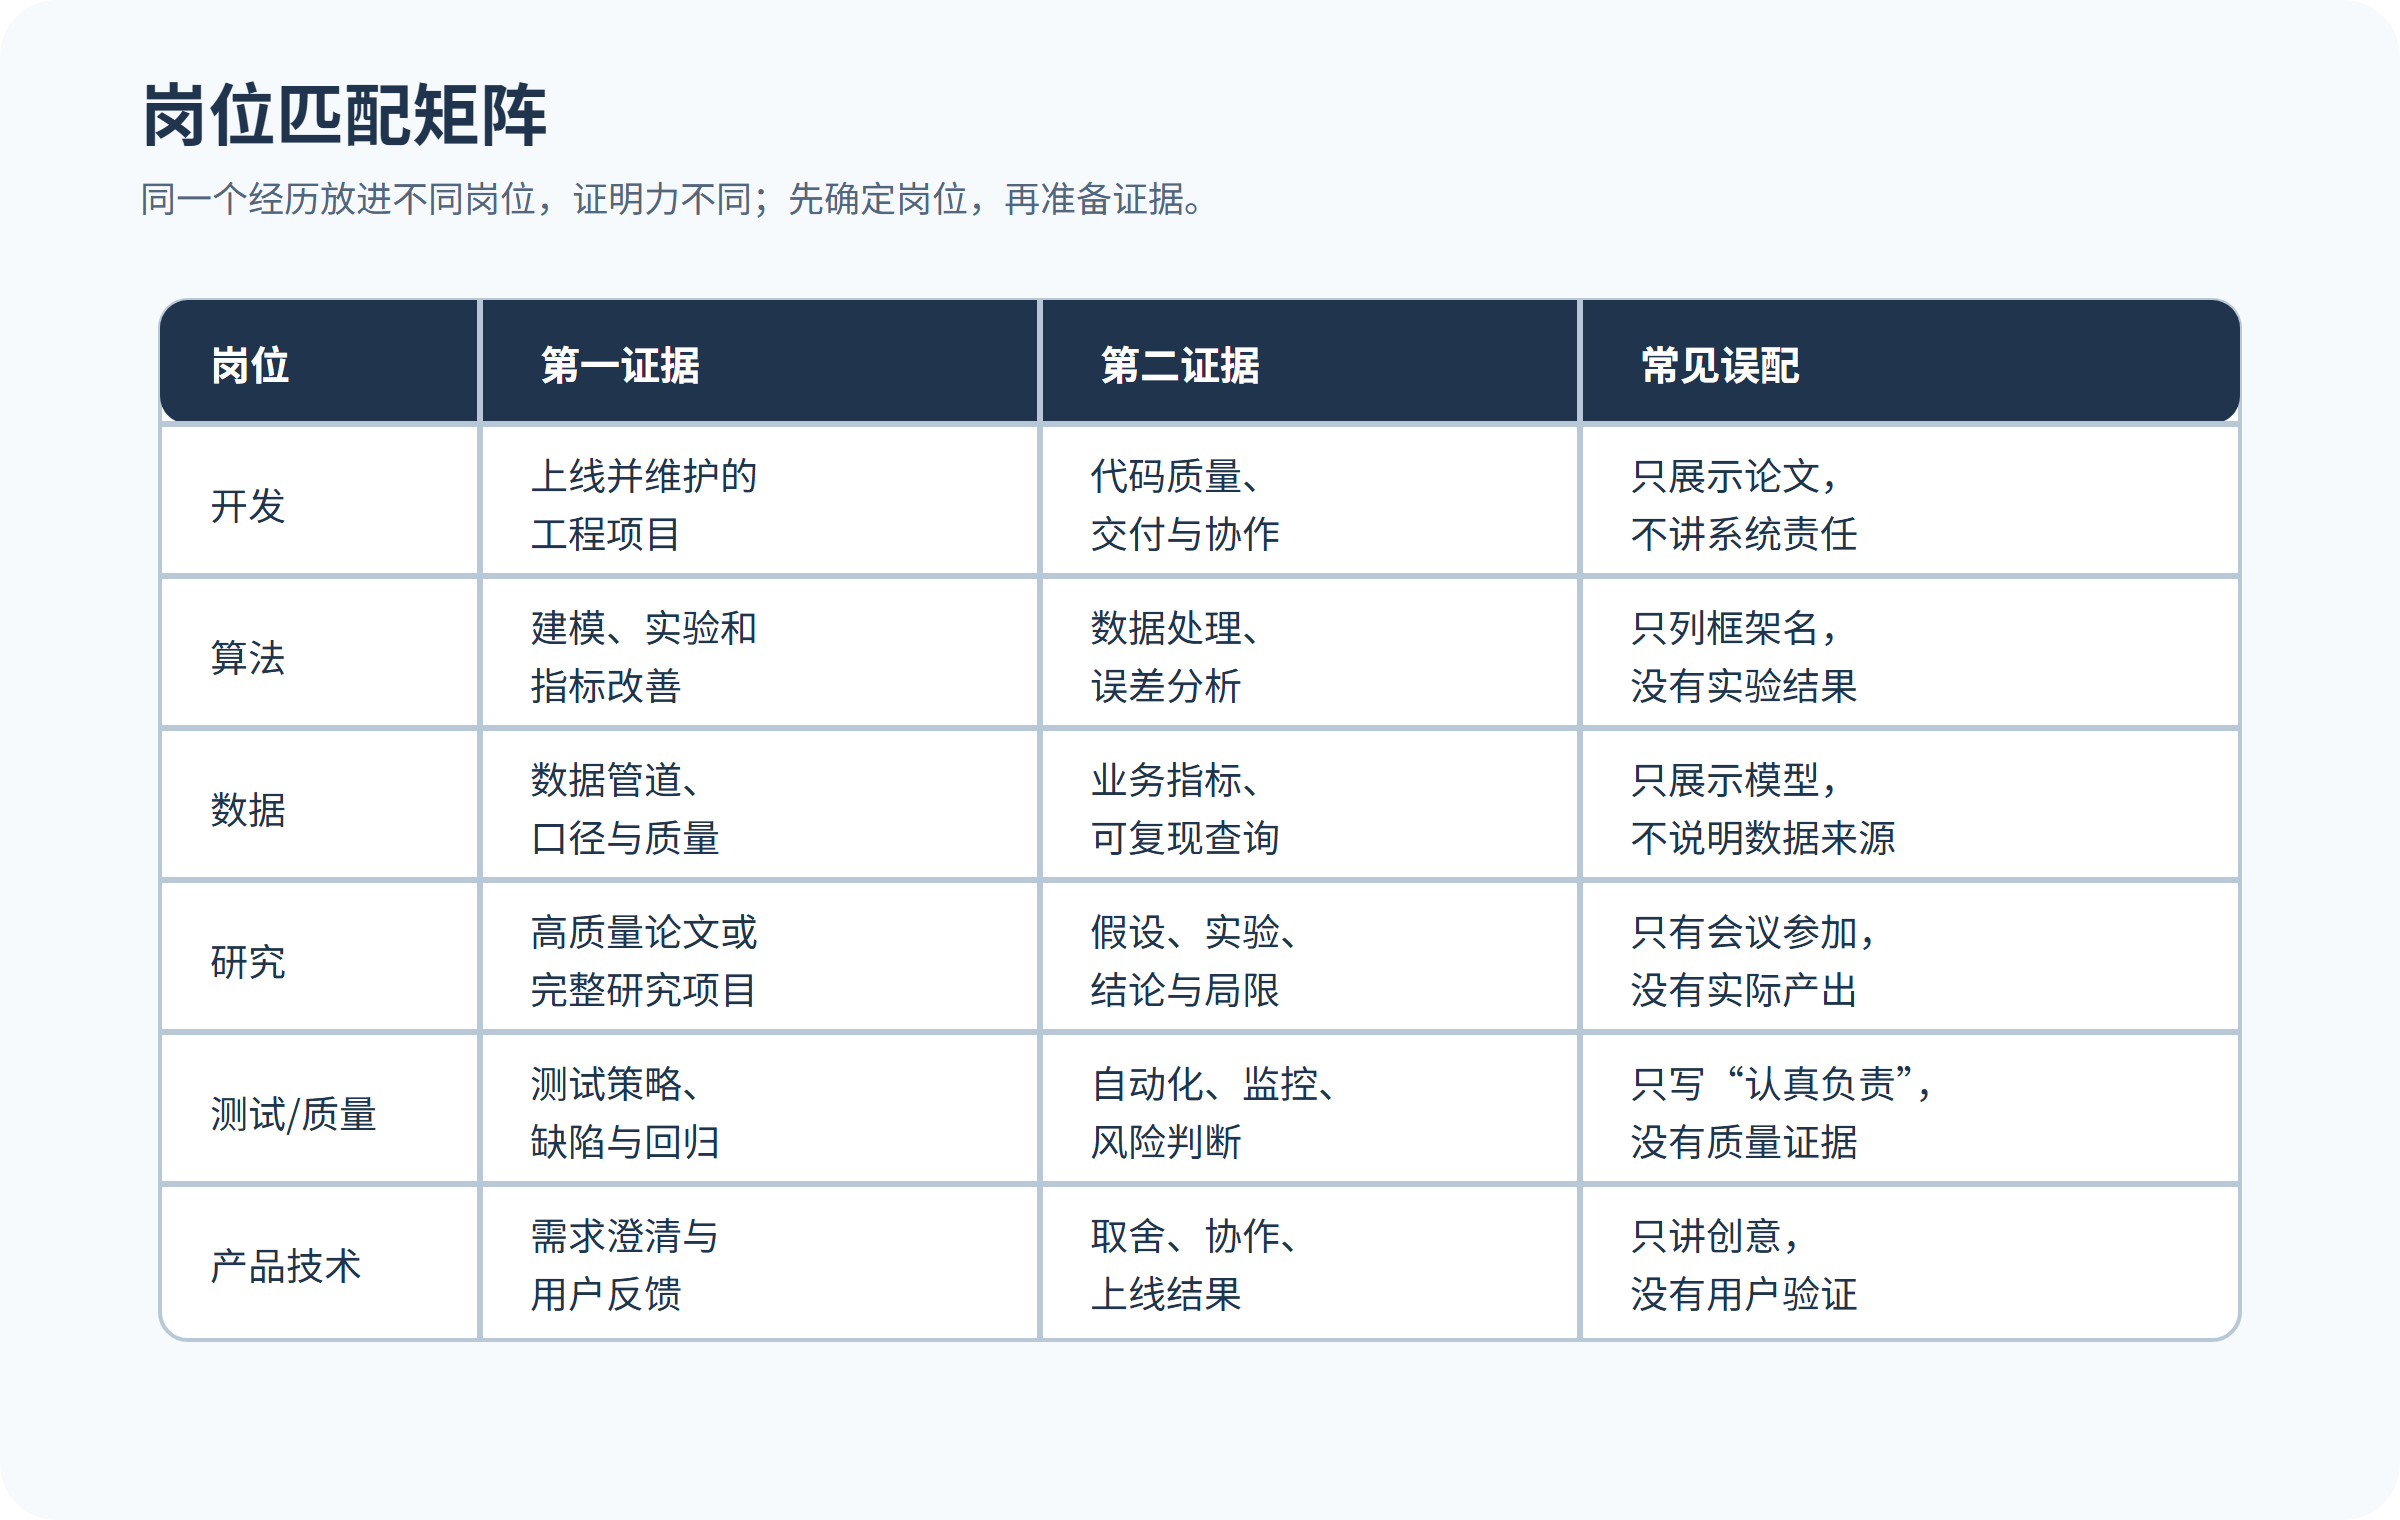 岗位匹配矩阵
同一个经历放进不同岗位，证明力不同；先确定岗位，再准备证据。
岗位 第一证据 第二证据 常见误配
开发
上线并维护的
工程项目
代码质量、
交付与协作
只展示论文，
不讲系统责任
算法
建模、实验和
指标改善
数据处理、
误差分析
只列框架名，
没有实验结果
数据
数据管道、
口径与质量
业务指标、
可复现查询
只展示模型，
不说明数据来源
研究
高质量论文或
完整研究项目
假设、实验、
结论与局限
只有会议参加，
没有实际产出
测试/质量
测试策略、
缺陷与回归
自动化、监控、
风险判断
只写“认真负责”，
没有质量证据
产品技术
需求澄清与
用户反馈
取舍、协作、
上线结果
只讲创意，
没有用户验证